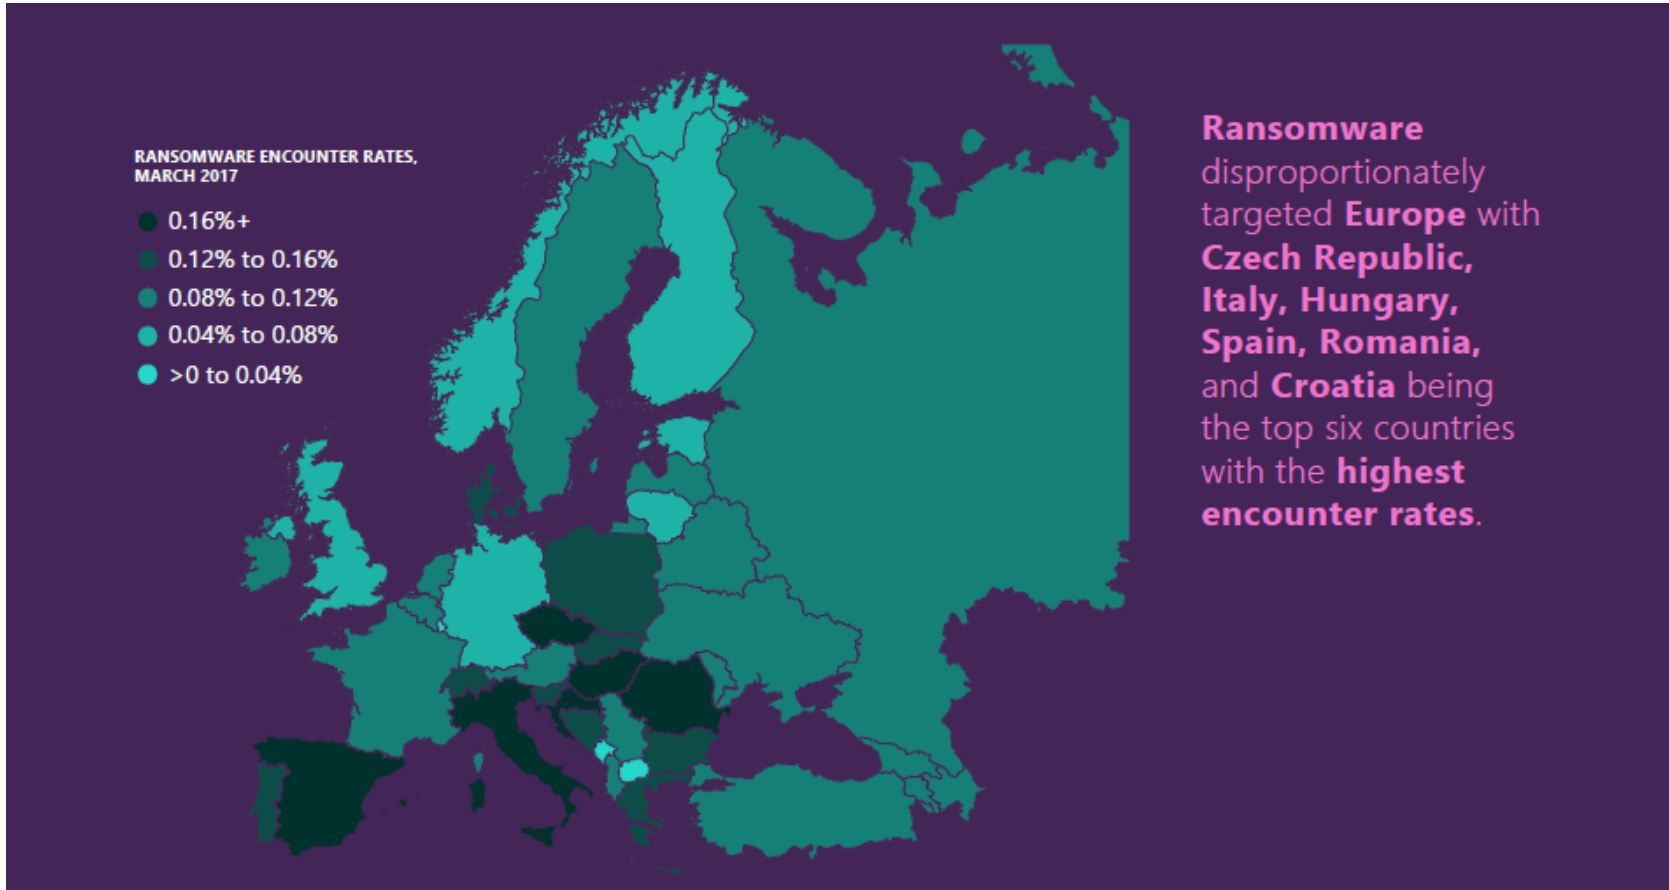 RANSOMWARE ENCOUNTER RATES,
MARCH 2017
0.16%+
0.12% to 0.16%
0.08% to 0.12%
0.04% to 0.08%
>0 to 0.04%
Ransomware
disproportionately
targeted Europe with
Czech Republic,
Italy, Hungary,
Spain, Romania,
and Croatia being
the top six countries
with the highest
encounter rates.